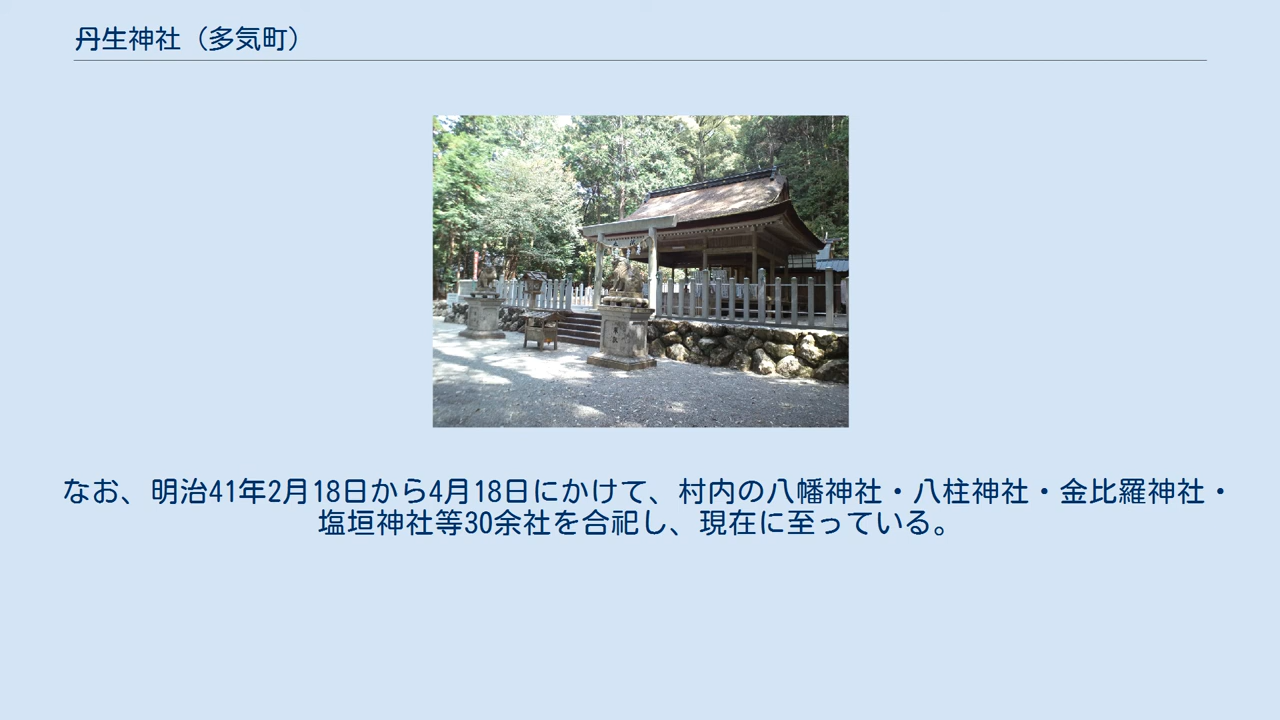 丹生神社（多気町）
なお、明治41年2月18日から4月18日にかけて、村内の八幡神社・八柱神社・金比羅神社・
塩垣神社等30余社を合祀し、現在に至っている。